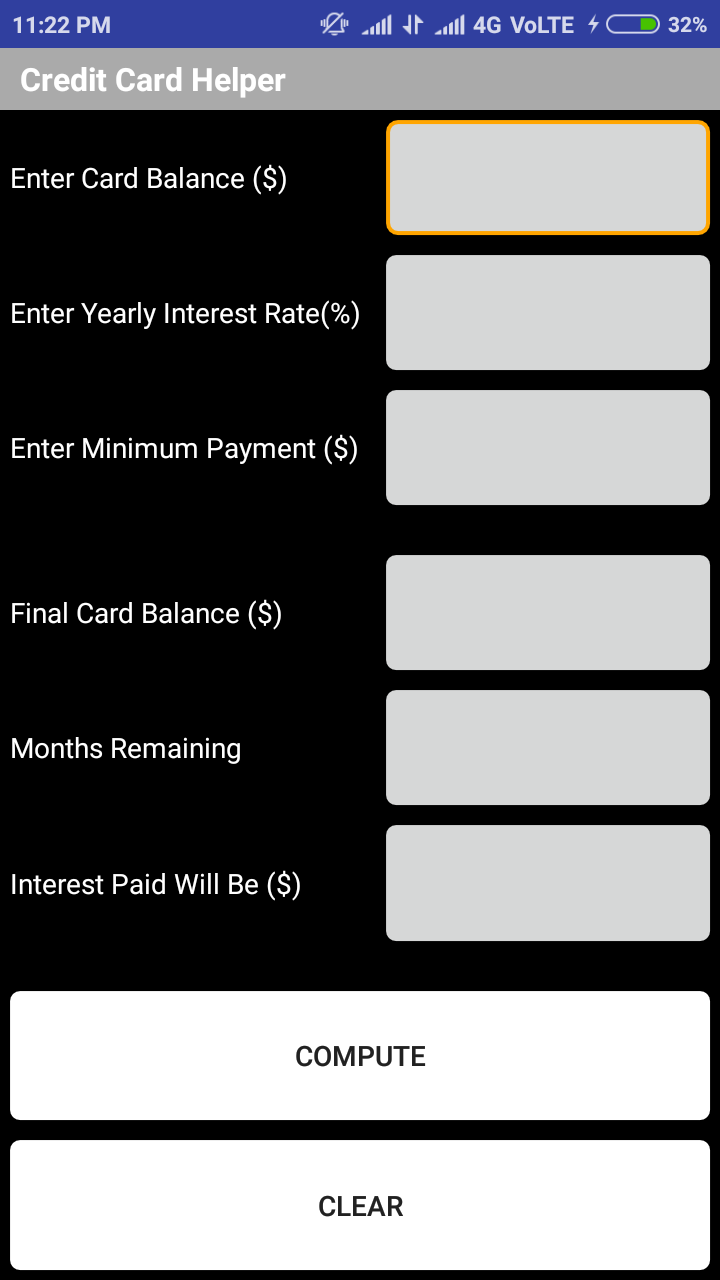 11:22 PM 4G VoLTE 32%
Credit Card Helper
Enter Card Balance ($)
Enter Yearly Interest Rate(%)
Enter Minimum Payment ($)
Final Card Balance ($)
Months Remaining
Interest Paid Will Be ($)
COMPUTE
CLEAR